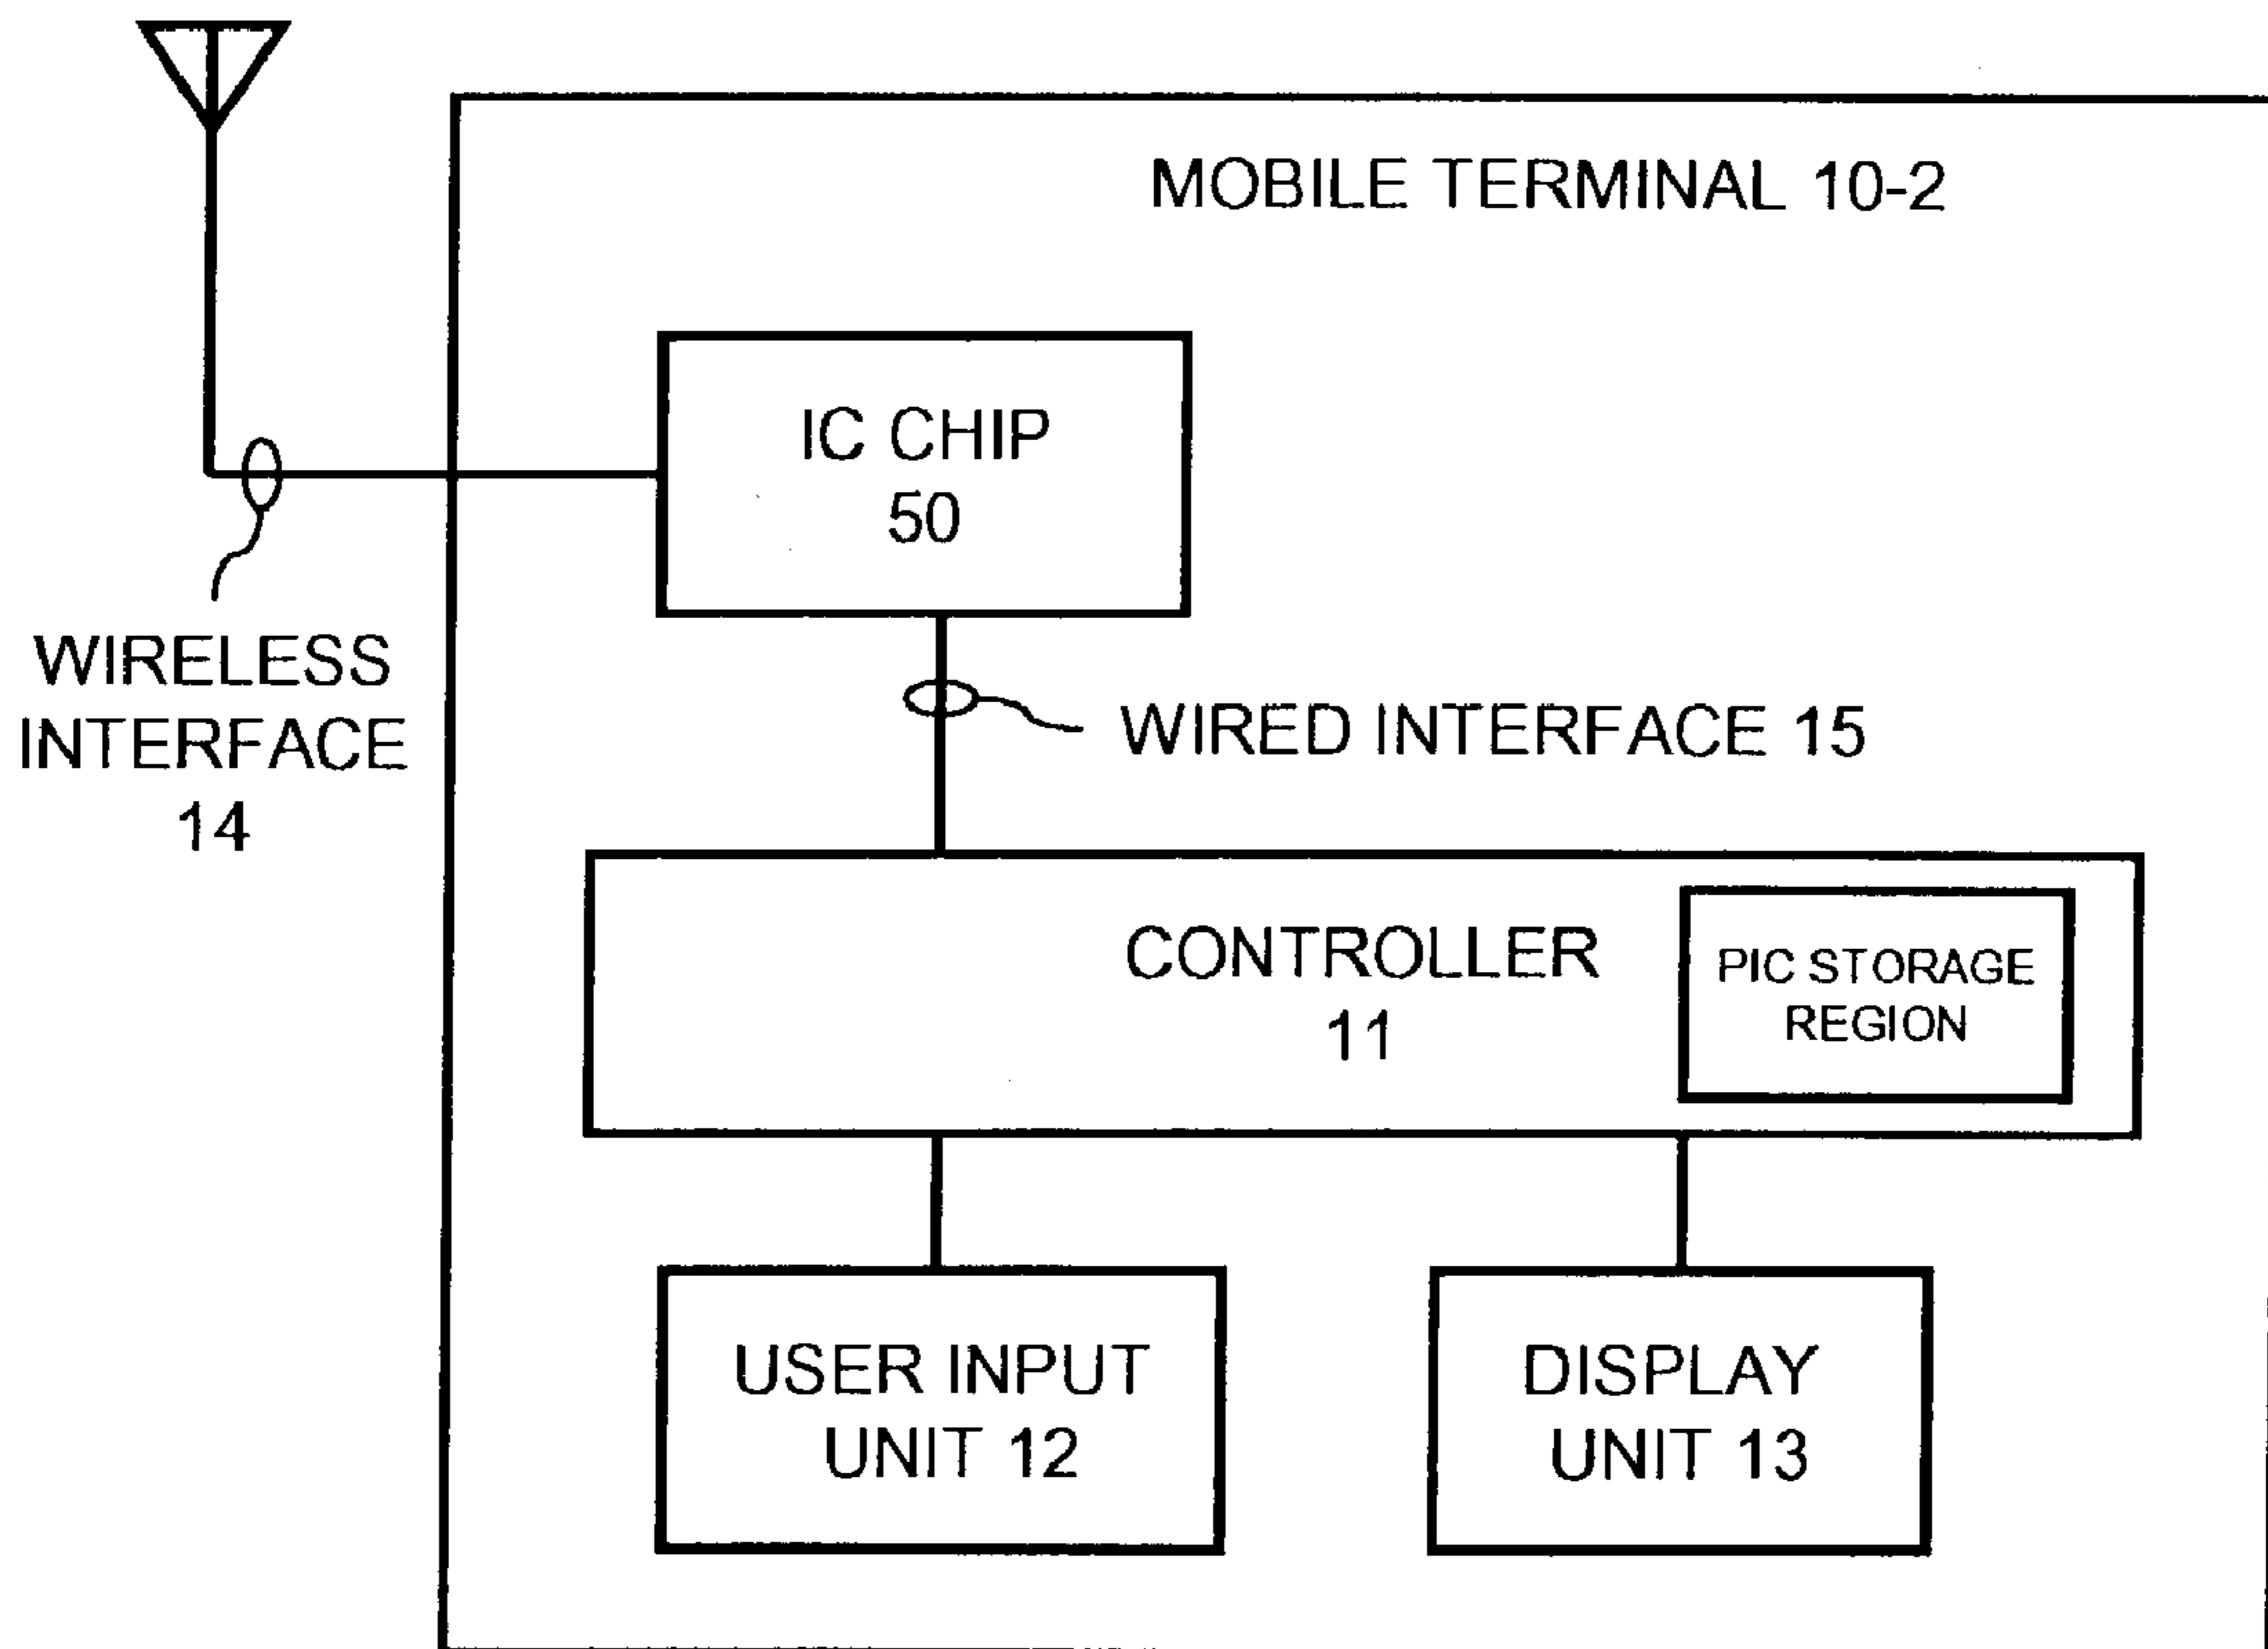 MOBILE TERMINAL 10-2
IC CHIP
50
WIRELESS
INTERFACE
14
WIRED INTERFACE 15
CONTROLLER
11
PIC STORAGE
REGION
USER INPUT
UNIT 12
DISPLAY
UNIT 13